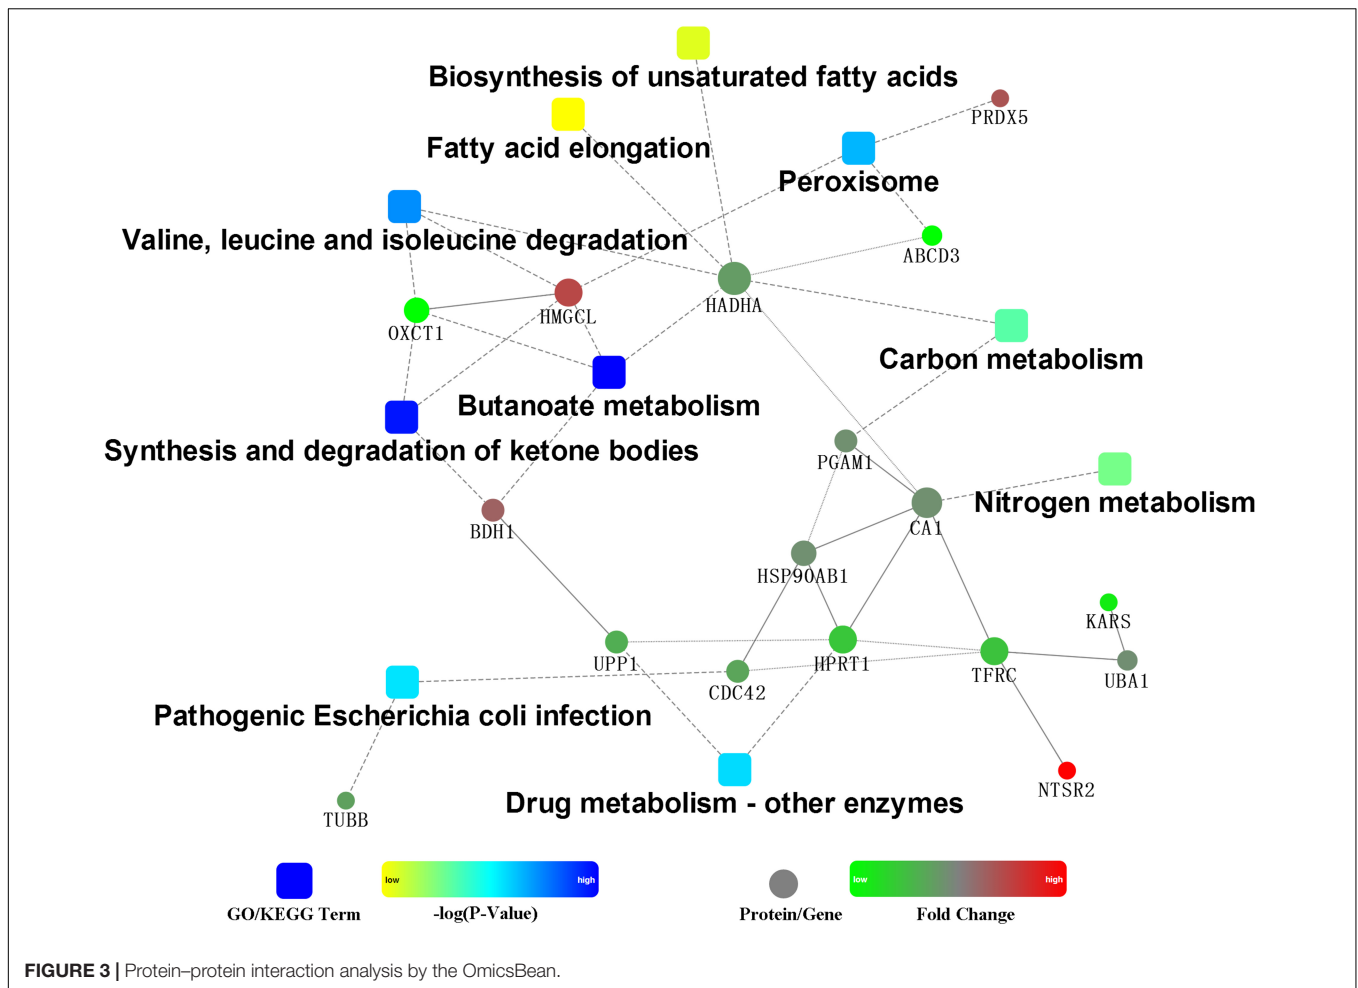 Biosynthesis of unsaturated fatty acids
PRDX5
Fatty acid elongation
Peroxisome
Valine, leucine and isoleucine degradation
ABCD3
HADHA
HMGCL
OXCT1
Carbon metabolism
Butanoate metabolism
Synthesis and degradation of ketone bodies
PGAM1
Nitrogen metabolism
CA1
BDH1
HSP90AB1
KARS
UPP1
HPRT1
TFRC
UBA1
CDC42
Pathogenic Escherichia coli infection
NTSR2
Drug metabolism - other enzymes
TUBB
low high
low high
GO/KEGG Term
-log(P-Value)
Protein/Gene
Fold Change
FIGURE 3 | Protein–protein interaction analysis by the OmicsBean.